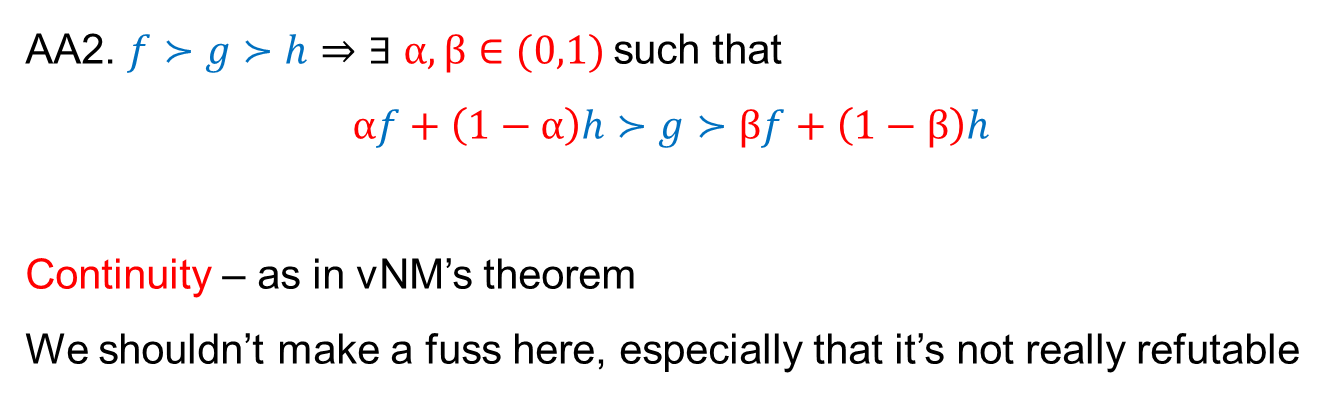 AA2. f ≻ g ≻ h ⇒ ∃ α, β ∈ (0,1) such that
αf + (1 − α)h ≻ g ≻ βf + (1 − β)h
Continuity – as in vNM’s theorem
We shouldn’t make a fuss here, especially that it’s not really refutable